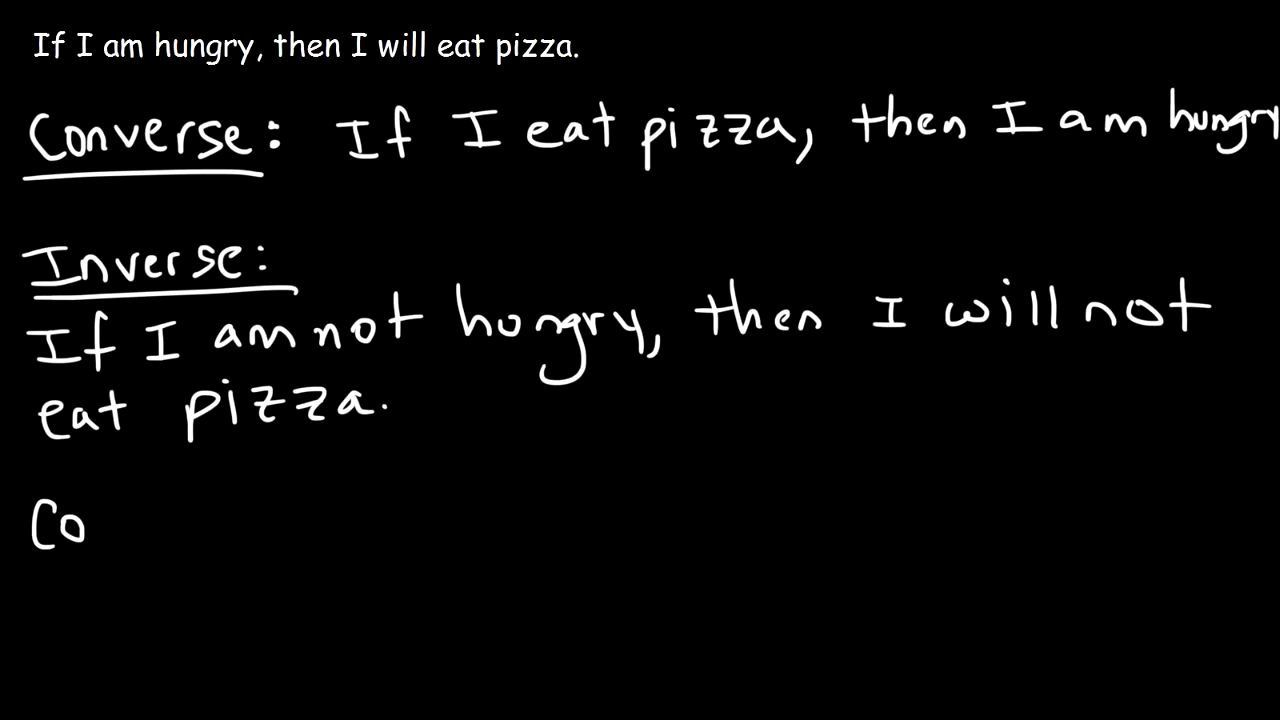 If I am hungry, then I will eat pizza.
Converse: If I eat pizza, then I am hungry
Inverse:
If I am not hungry, then I will not
eat pizza.
Co